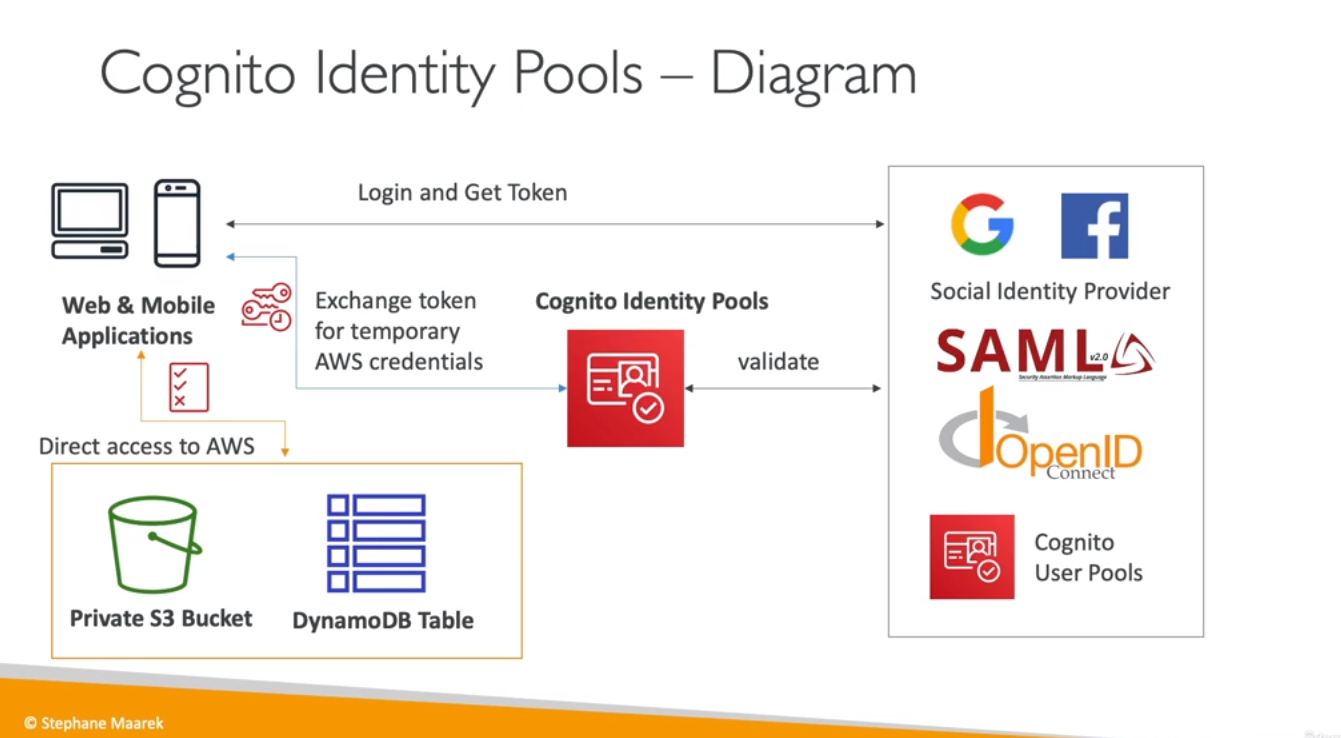 Cognito Identity Pools – Diagram
Login and Get Token
Web & Mobile
Applications
Exchange token
for temporary
AWS credentials
Cognito Identity Pools
validate
Social Identity Provider
SAML v2.0
Security Assertion Markup Language
OpenID
Connect
Cognito
User Pools
Direct access to AWS
Private S3 Bucket
DynamoDB Table
© Stephane Maarek